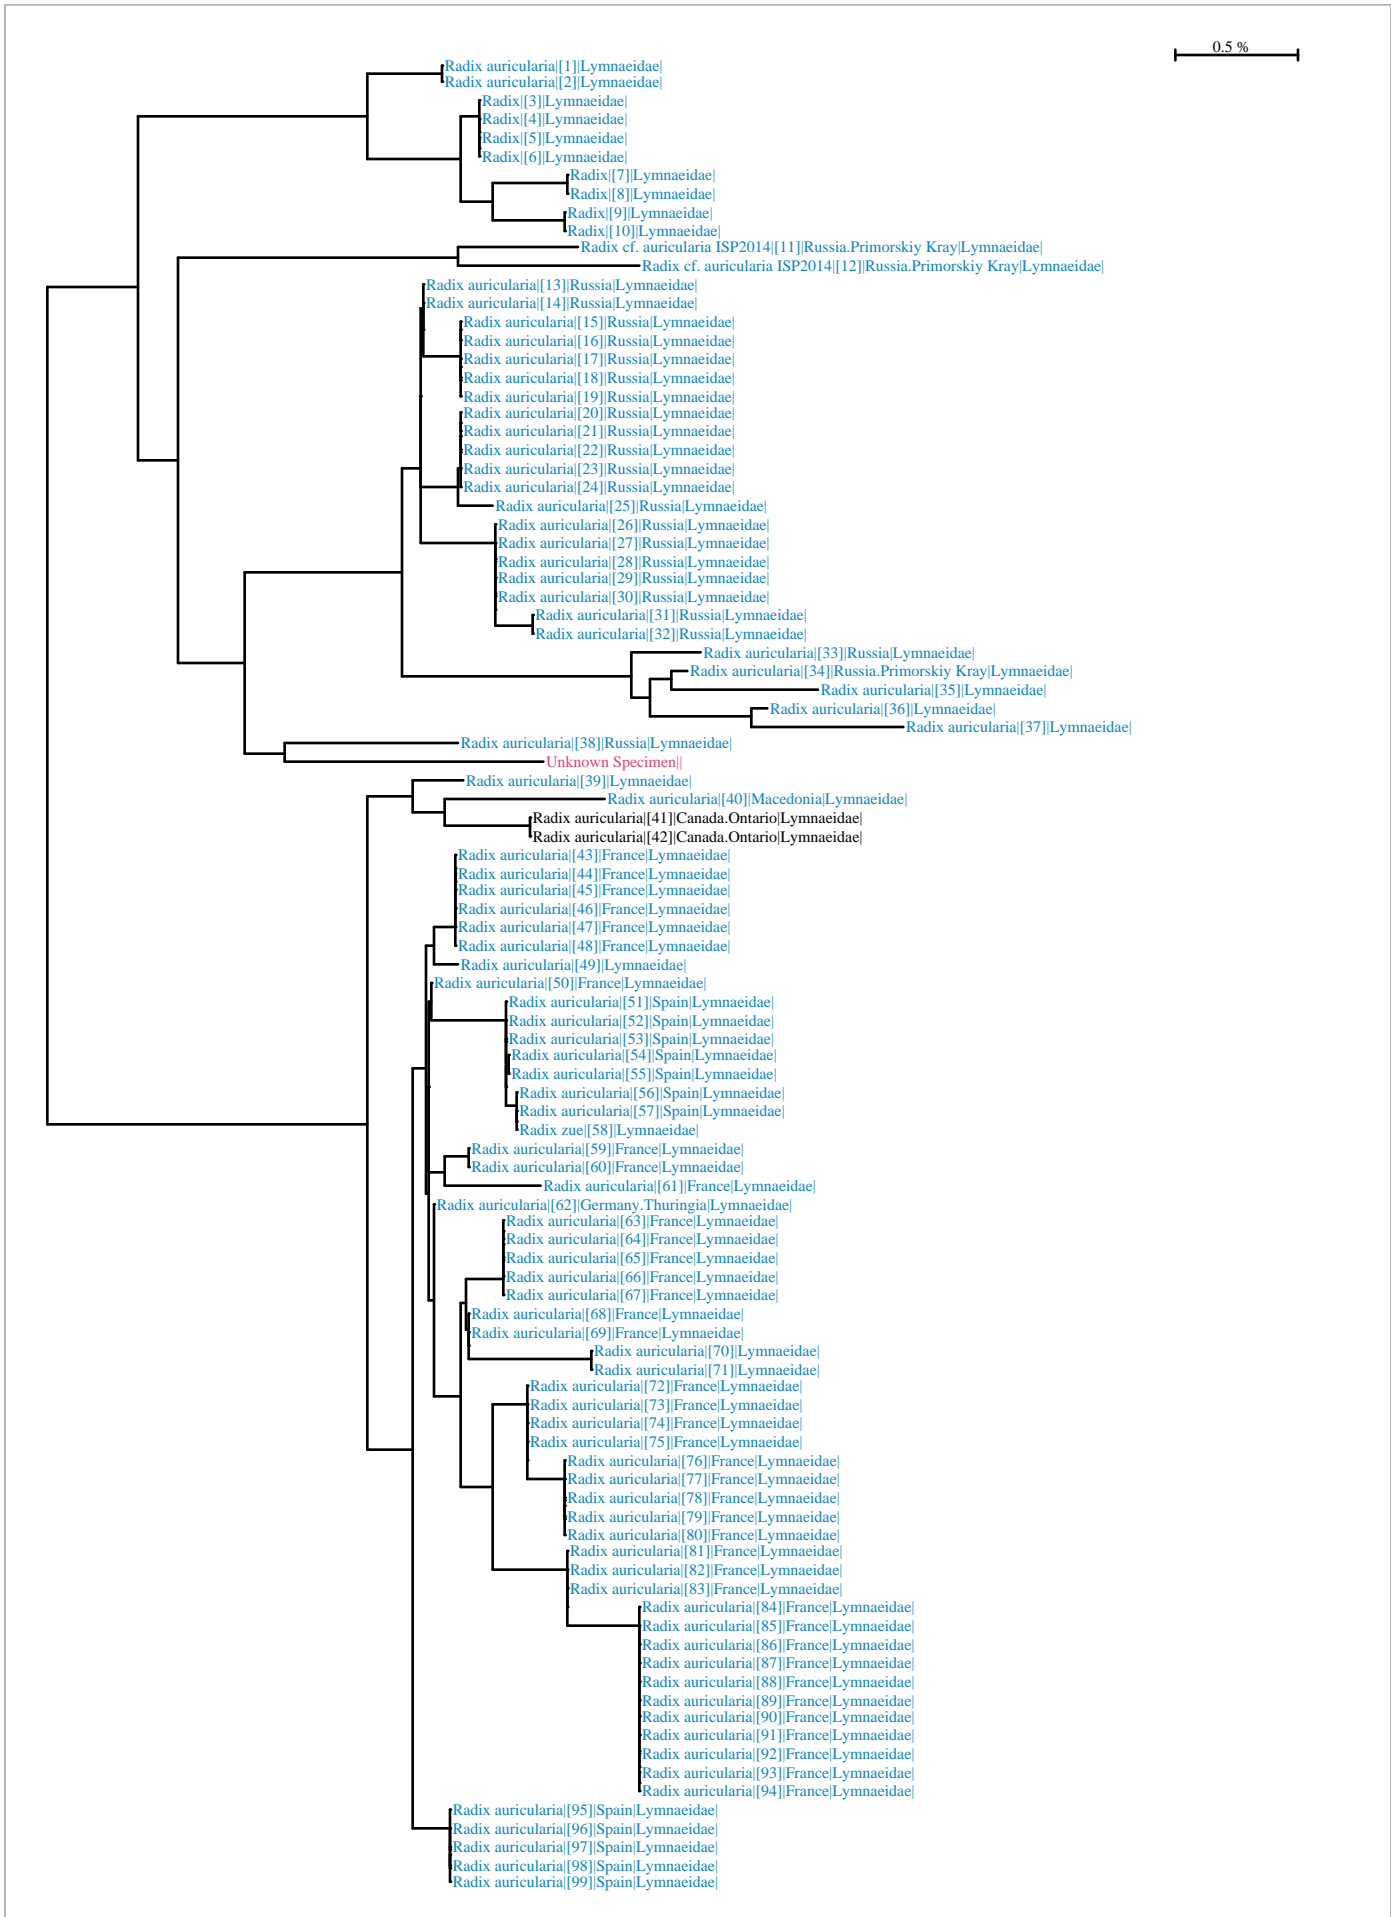 0.5 %
Radix auricularia|[1]|Lymnaeidae|
Radix auricularia|[2]|Lymnaeidae|
Radix|[3]|Lymnaeidae|
Radix|[4]|Lymnaeidae|
Radix|[5]|Lymnaeidae|
Radix|[6]|Lymnaeidae|
Radix|[7]|Lymnaeidae|
Radix|[8]|Lymnaeidae|
Radix|[9]|Lymnaeidae|
Radix|[10]|Lymnaeidae|
Radix cf. auricularia ISP2014|[11]|Russia.Primorskiy Kray|Lymnaeidae|
Radix cf. auricularia ISP2014|[12]|Russia.Primorskiy Kray|Lymnaeidae|
Radix auricularia|[13]|Russia|Lymnaeidae|
Radix auricularia|[14]|Russia|Lymnaeidae|
Radix auricularia|[15]|Russia|Lymnaeidae|
Radix auricularia|[16]|Russia|Lymnaeidae|
Radix auricularia|[17]|Russia|Lymnaeidae|
Radix auricularia|[18]|Russia|Lymnaeidae|
Radix auricularia|[19]|Russia|Lymnaeidae|
Radix auricularia|[20]|Russia|Lymnaeidae|
Radix auricularia|[21]|Russia|Lymnaeidae|
Radix auricularia|[22]|Russia|Lymnaeidae|
Radix auricularia|[23]|Russia|Lymnaeidae|
Radix auricularia|[24]|Russia|Lymnaeidae|
Radix auricularia|[25]|Russia|Lymnaeidae|
Radix auricularia|[26]|Russia|Lymnaeidae|
Radix auricularia|[27]|Russia|Lymnaeidae|
Radix auricularia|[28]|Russia|Lymnaeidae|
Radix auricularia|[29]|Russia|Lymnaeidae|
Radix auricularia|[30]|Russia|Lymnaeidae|
Radix auricularia|[31]|Russia|Lymnaeidae|
Radix auricularia|[32]|Russia|Lymnaeidae|
Radix auricularia|[33]|Russia|Lymnaeidae|
Radix auricularia|[34]|Russia.Primorskiy Kray|Lymnaeidae|
Radix auricularia|[35]|Lymnaeidae|
Radix auricularia|[36]|Lymnaeidae|
Radix auricularia|[37]|Lymnaeidae|
Radix auricularia|[38]|Russia|Lymnaeidae|
Unknown Specimen||
Radix auricularia|[39]|Lymnaeidae|
Radix auricularia|[40]|Macedonia|Lymnaeidae|
Radix auricularia|[41]|Canada.Ontario|Lymnaeidae|
Radix auricularia|[42]|Canada.Ontario|Lymnaeidae|
Radix auricularia|[43]|France|Lymnaeidae|
Radix auricularia|[44]|France|Lymnaeidae|
Radix auricularia|[45]|France|Lymnaeidae|
Radix auricularia|[46]|France|Lymnaeidae|
Radix auricularia|[47]|France|Lymnaeidae|
Radix auricularia|[48]|France|Lymnaeidae|
Radix auricularia|[49]|Lymnaeidae|
Radix auricularia|[50]|France|Lymnaeidae|
Radix auricularia|[51]|Spain|Lymnaeidae|
Radix auricularia|[52]|Spain|Lymnaeidae|
Radix auricularia|[53]|Spain|Lymnaeidae|
Radix auricularia|[54]|Spain|Lymnaeidae|
Radix auricularia|[55]|Spain|Lymnaeidae|
Radix auricularia|[56]|Spain|Lymnaeidae|
Radix auricularia|[57]|Spain|Lymnaeidae|
Radix zue|[58]|Lymnaeidae|
Radix auricularia|[59]|France|Lymnaeidae|
Radix auricularia|[60]|France|Lymnaeidae|
Radix auricularia|[61]|France|Lymnaeidae|
Radix auricularia|[62]|Germany.Thuringia|Lymnaeidae|
Radix auricularia|[63]|France|Lymnaeidae|
Radix auricularia|[64]|France|Lymnaeidae|
Radix auricularia|[65]|France|Lymnaeidae|
Radix auricularia|[66]|France|Lymnaeidae|
Radix auricularia|[67]|France|Lymnaeidae|
Radix auricularia|[68]|France|Lymnaeidae|
Radix auricularia|[69]|France|Lymnaeidae|
Radix auricularia|[70]|Lymnaeidae|
Radix auricularia|[71]|Lymnaeidae|
Radix auricularia|[72]|France|Lymnaeidae|
Radix auricularia|[73]|France|Lymnaeidae|
Radix auricularia|[74]|France|Lymnaeidae|
Radix auricularia|[75]|France|Lymnaeidae|
Radix auricularia|[76]|France|Lymnaeidae|
Radix auricularia|[77]|France|Lymnaeidae|
Radix auricularia|[78]|France|Lymnaeidae|
Radix auricularia|[79]|France|Lymnaeidae|
Radix auricularia|[80]|France|Lymnaeidae|
Radix auricularia|[81]|France|Lymnaeidae|
Radix auricularia|[82]|France|Lymnaeidae|
Radix auricularia|[83]|France|Lymnaeidae|
Radix auricularia|[84]|France|Lymnaeidae|
Radix auricularia|[85]|France|Lymnaeidae|
Radix auricularia|[86]|France|Lymnaeidae|
Radix auricularia|[87]|France|Lymnaeidae|
Radix auricularia|[88]|France|Lymnaeidae|
Radix auricularia|[89]|France|Lymnaeidae|
Radix auricularia|[90]|France|Lymnaeidae|
Radix auricularia|[91]|France|Lymnaeidae|
Radix auricularia|[92]|France|Lymnaeidae|
Radix auricularia|[93]|France|Lymnaeidae|
Radix auricularia|[94]|France|Lymnaeidae|
Radix auricularia|[95]|Spain|Lymnaeidae|
Radix auricularia|[96]|Spain|Lymnaeidae|
Radix auricularia|[97]|Spain|Lymnaeidae|
Radix auricularia|[98]|Spain|Lymnaeidae|
Radix auricularia|[99]|Spain|Lymnaeidae|